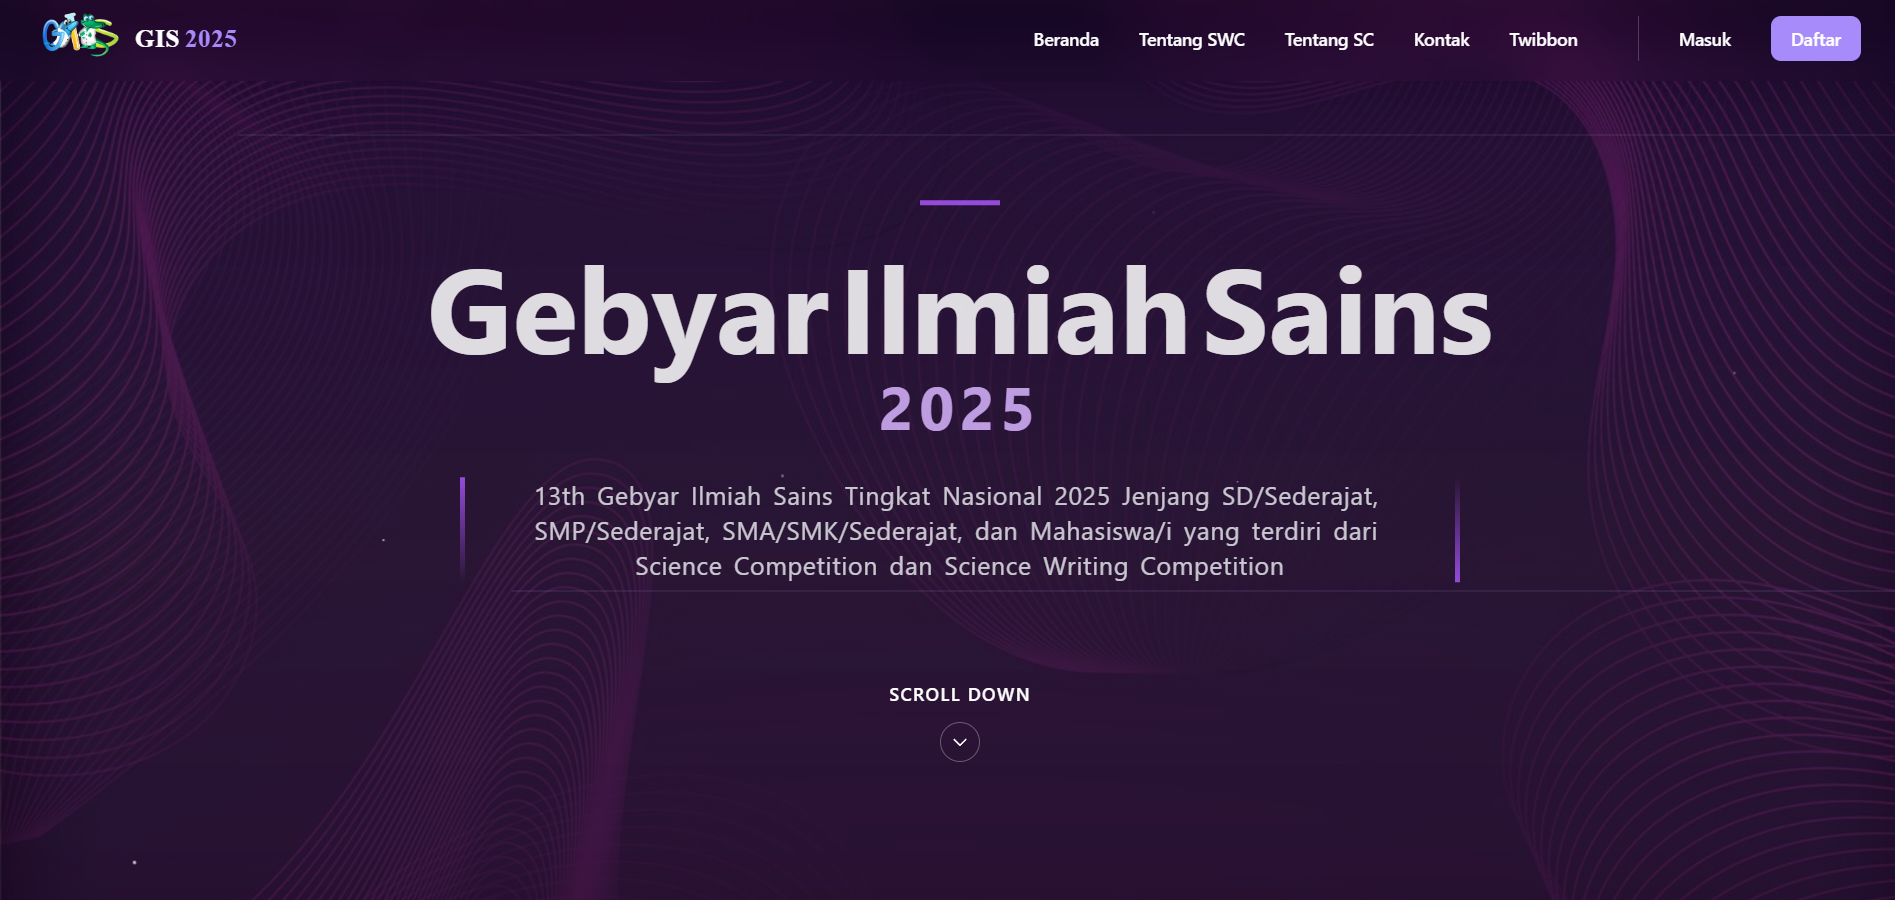 GIS
GIS 2025
Beranda
Tentang SWC
Tentang SC
Kontak
Twibbon
Masuk
Daftar
Gebyar Ilmiah Sains
2025
13th Gebyar Ilmiah Sains Tingkat Nasional 2025 Jenjang SD/Sederajat,
SMP/Sederajat, SMA/SMK/Sederajat, dan Mahasiswa/i yang terdiri dari
Science Competition dan Science Writing Competition
SCROLL DOWN